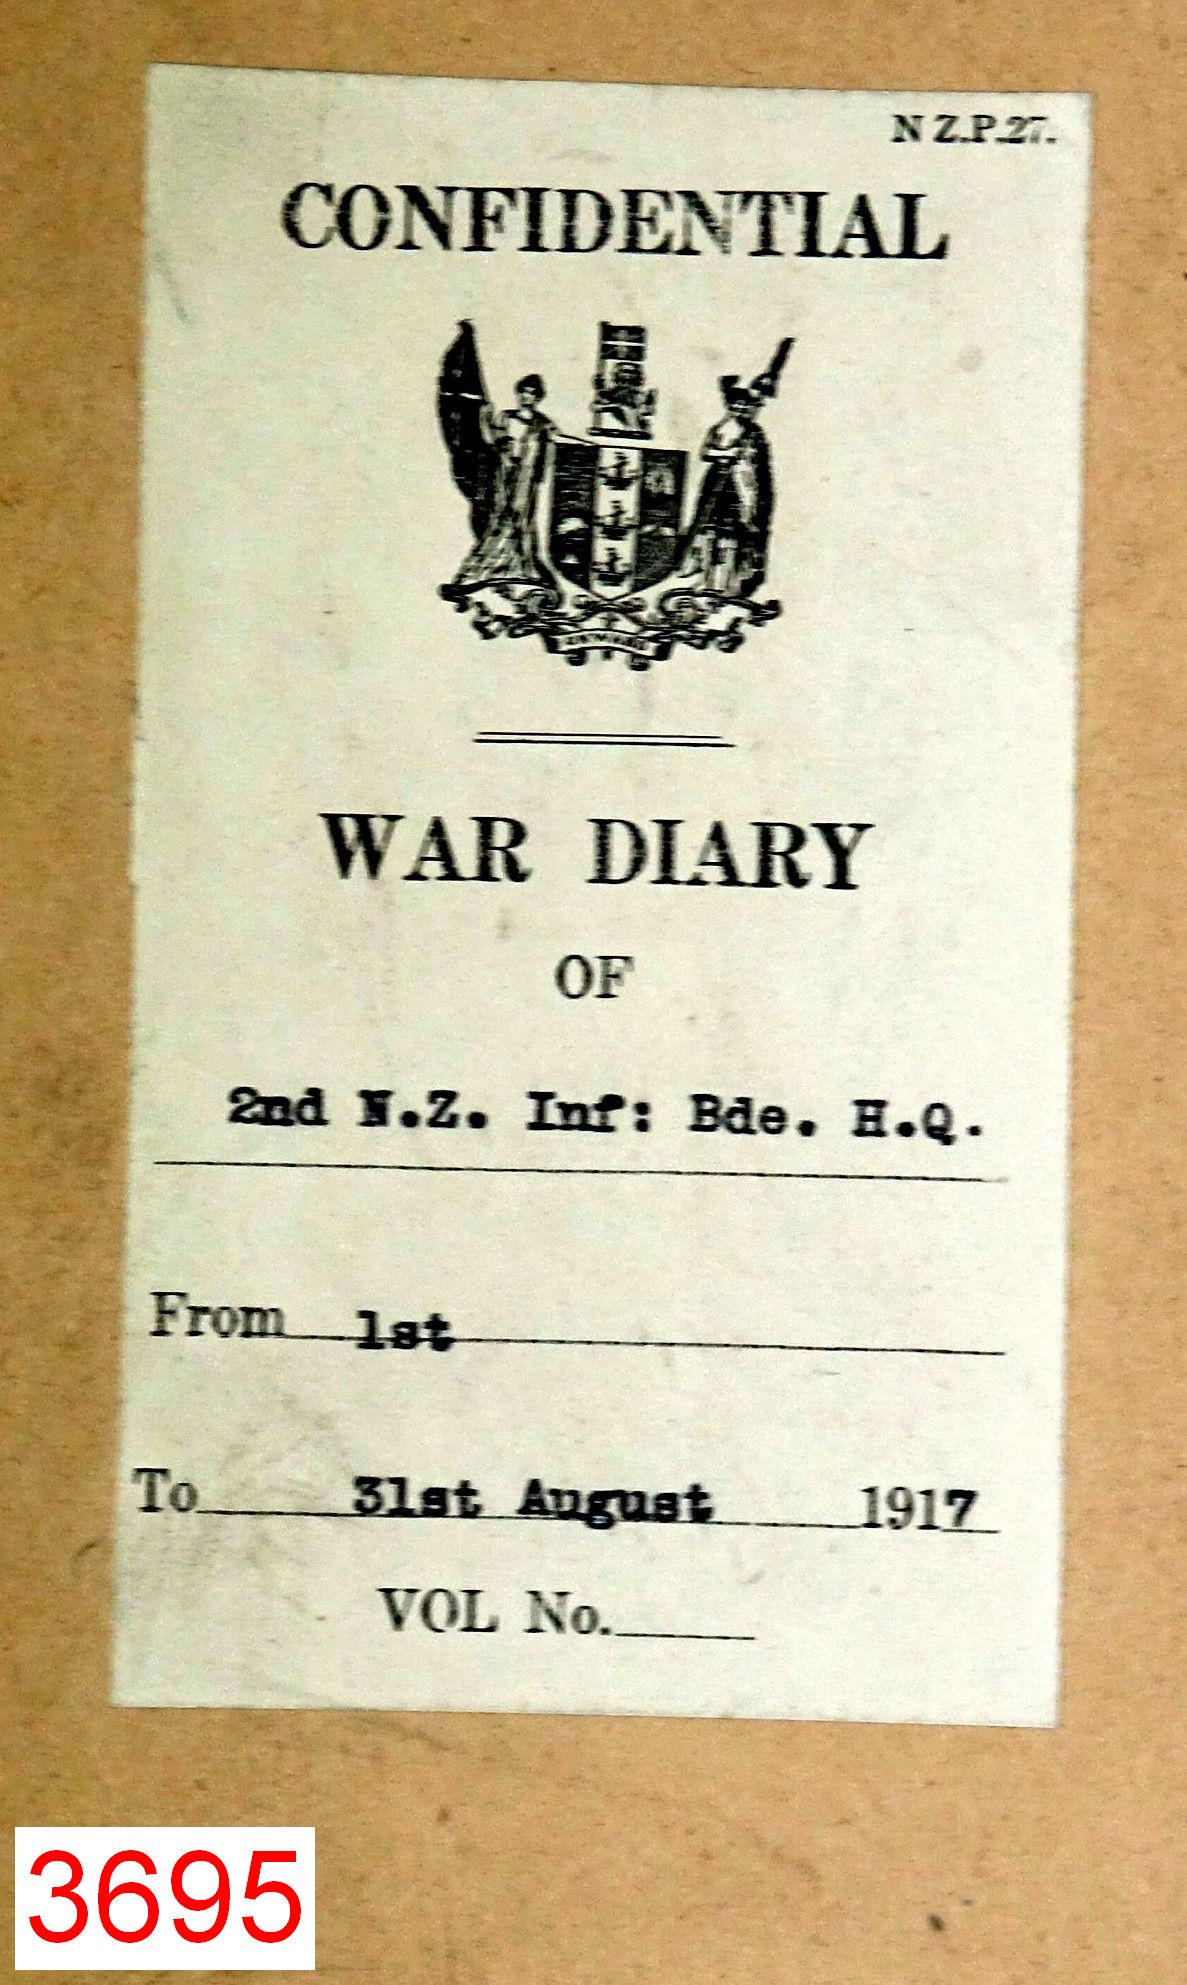 N Z.P.27.
CONFIDENTIAL
WAR DIARY
OF
2nd N.Z. Inf: Bde. H.Q.
From 1st
To 31st August 1917
VOL No.
3695